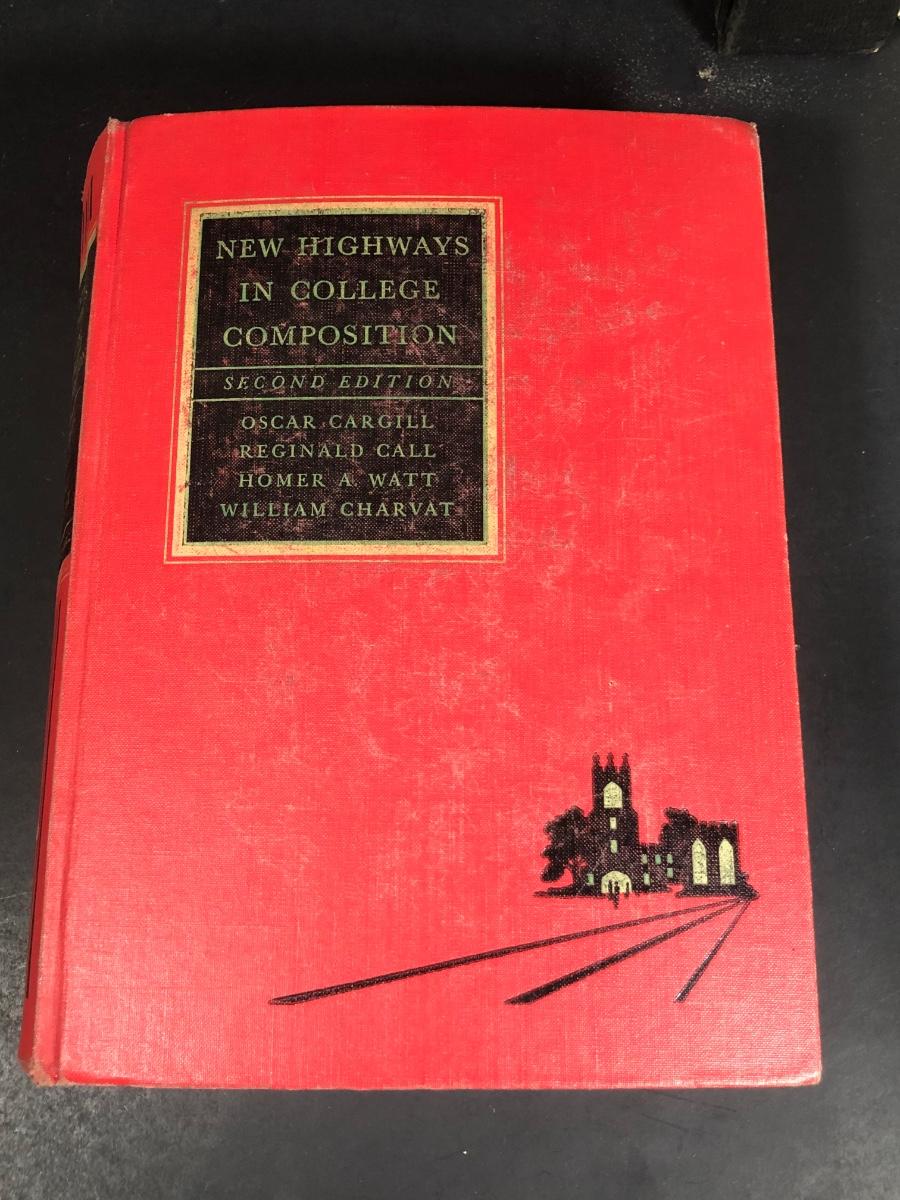 NEW HIGHWAYS
IN COLLEGE
COMPOSITION
SECOND EDITION
OSCAR CARGILL
REGINALD CALL
HOMER A. WATT
WILLIAM CHARVAT